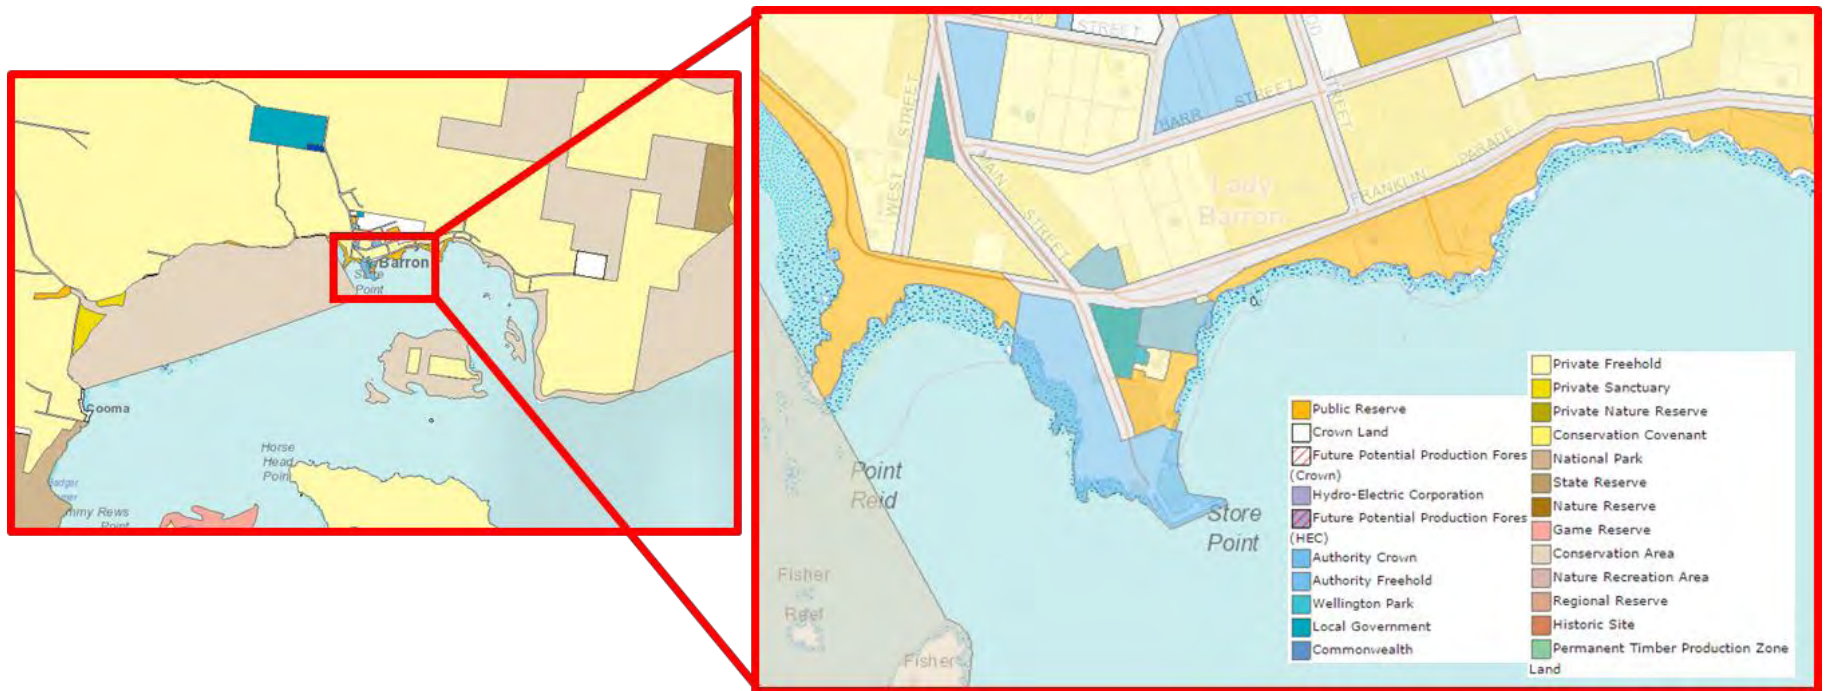 Barron
Store
Point
Cooma
Horse
Head
Point
Point
STREET
STREET
BARR
STREET
STREET
WEST
MAIN
STREET
FRANKLIN
PARADE
Lady
Barron
Point
Reid
Store
Point
Fisher
Reef
Fisher
Public Reserve
Crown Land
Future Potential Production Fores
(Crown)
Hydro-Electric Corporation
Future Potential Production Fores
(HEC)
Authority Crown
Authority Freehold
Wellington Park
Local Government
Commonwealth
Private Freehold
Private Sanctuary
Private Nature Reserve
Conservation Covenant
National Park
State Reserve
Nature Reserve
Game Reserve
Conservation Area
Nature Recreation Area
Regional Reserve
Historic Site
Permanent Timber Production Zone
Land